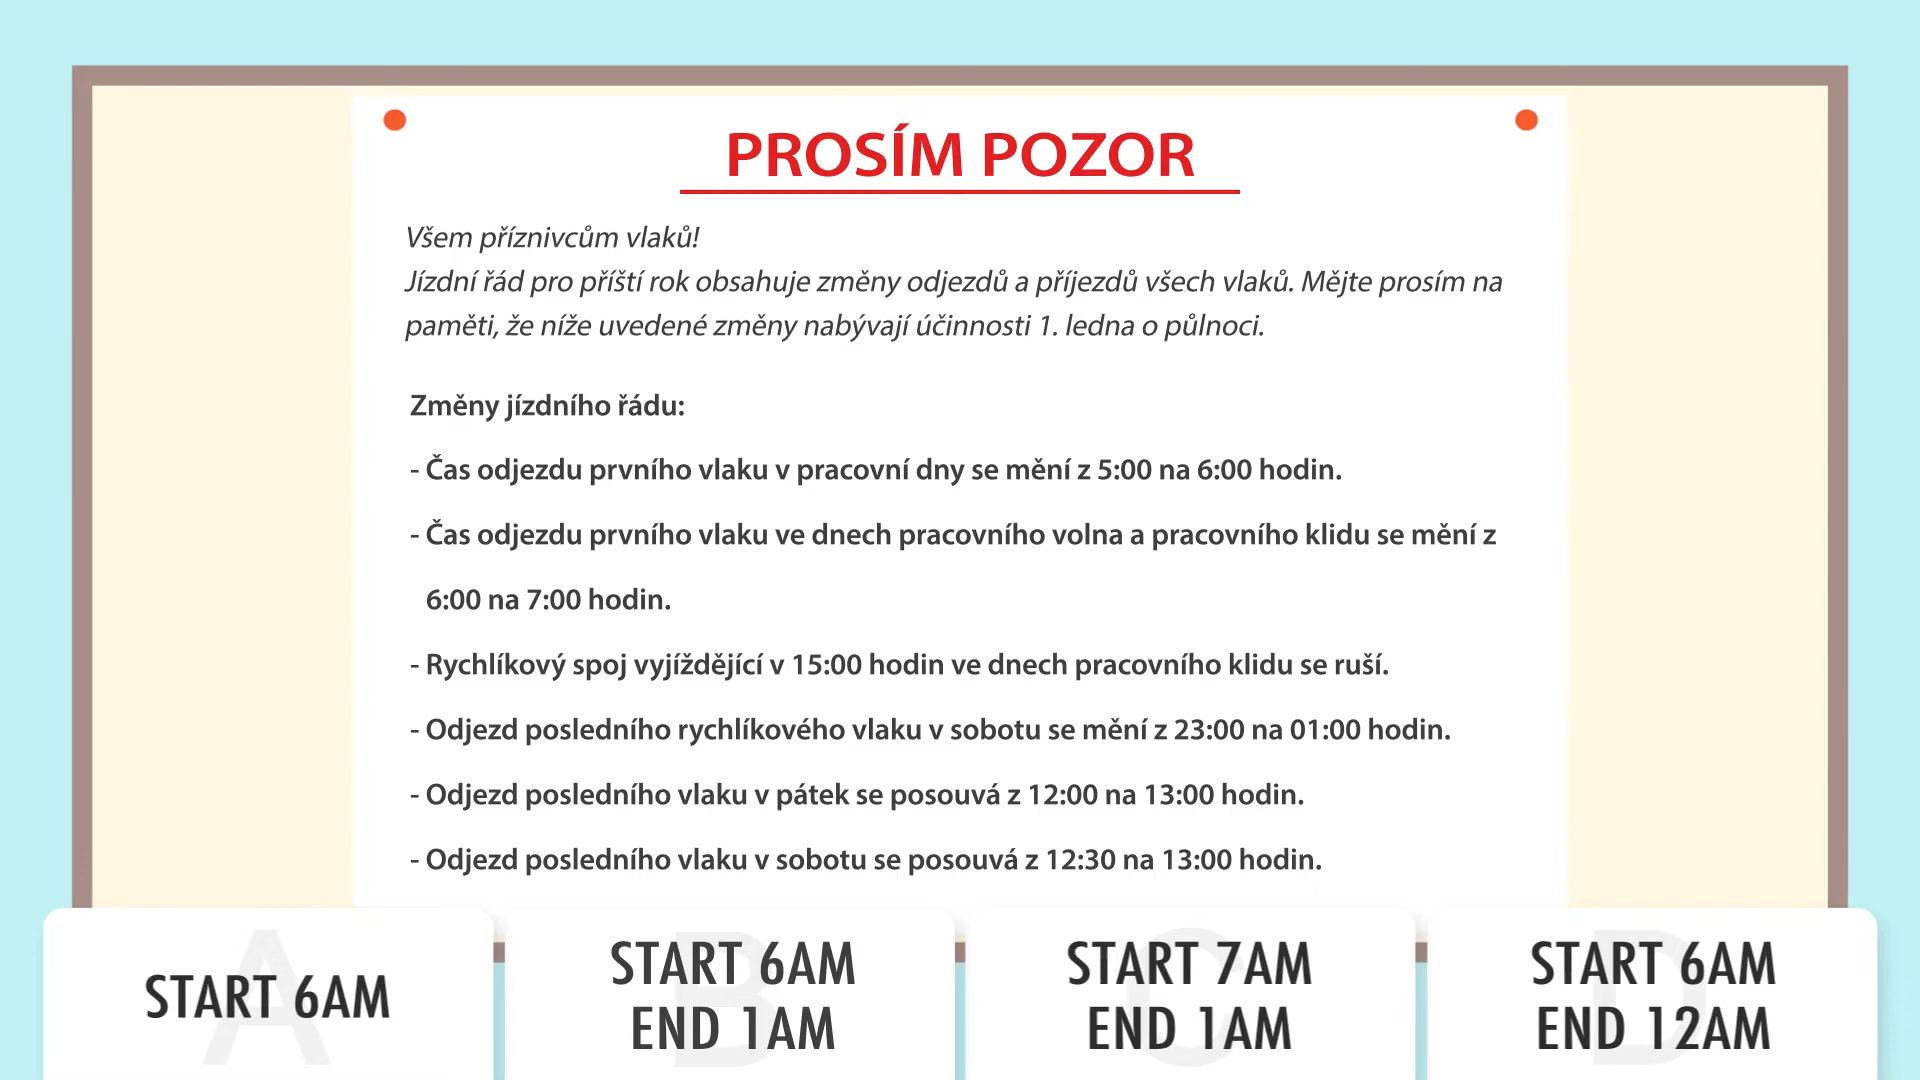 PROSÍM POZOR
Všem příznivcům vlaků!
Jízdní řád pro příští rok obsahuje změny odjezdů a příjezdů všech vlaků. Mějte prosím na
paměti, že níže uvedené změny nabývají účinnosti 1. ledna o půlnoci.
Změny jízdního řádu:
- Čas odjezdu prvního vlaku v pracovní dny se mění z 5:00 na 6:00 hodin.
- Čas odjezdu prvního vlaku ve dnech pracovního volna a pracovního klidu se mění z
6:00 na 7:00 hodin.
- Rychlíkový spoj vyjíždějící v 15:00 hodin ve dnech pracovního klidu se ruší.
- Odjezd posledního rychlíkového vlaku v sobotu se mění z 23:00 na 01:00 hodin.
- Odjezd posledního vlaku v pátek se posouvá z 12:00 na 13:00 hodin.
- Odjezd posledního vlaku v sobotu se posouvá z 12:30 na 13:00 hodin.
A
START 6AM
B
START 6AM
END 1AM
C
START 7AM
END 1AM
D
START 6AM
END 12AM